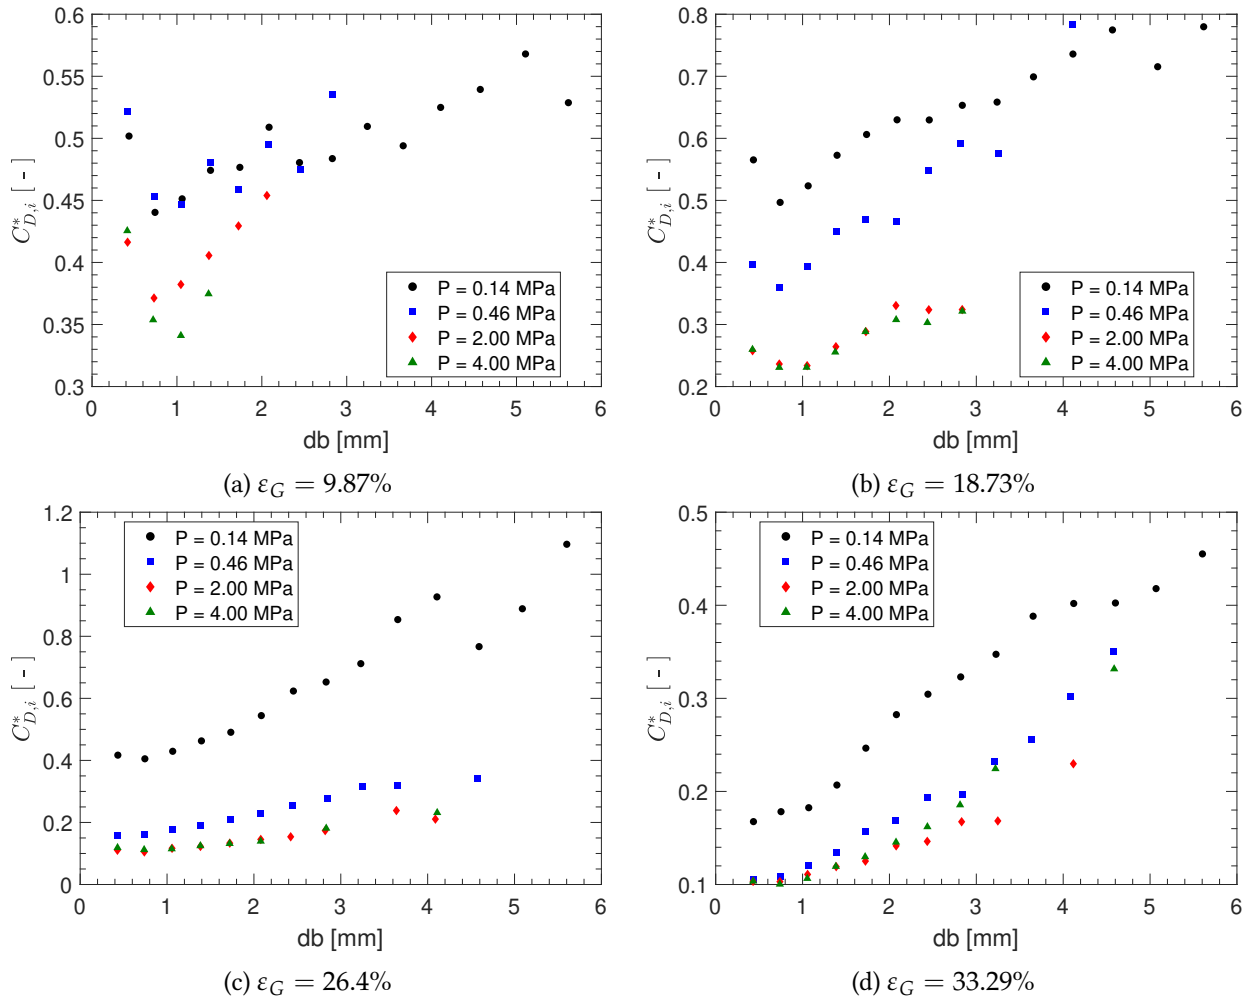 0.6
0.55
0.5
0.45
0.4
0.35
0.3
C*D,i [ - ]
P = 0.14 MPa
P = 0.46 MPa
P = 2.00 MPa
P = 4.00 MPa
0 1 2 3 4 5 6
db [mm]
(a) εG = 9.87%
0.8
0.7
0.6
0.5
0.4
0.3
0.2
C*D,i [ - ]
P = 0.14 MPa
P = 0.46 MPa
P = 2.00 MPa
P = 4.00 MPa
0 1 2 3 4 5 6
db [mm]
(b) εG = 18.73%
1.2
1
0.8
0.6
0.4
0.2
0
C*D,i [ - ]
P = 0.14 MPa
P = 0.46 MPa
P = 2.00 MPa
P = 4.00 MPa
0 1 2 3 4 5 6
db [mm]
(c) εG = 26.4%
0.5
0.4
0.3
0.2
0.1
C*D,i [ - ]
P = 0.14 MPa
P = 0.46 MPa
P = 2.00 MPa
P = 4.00 MPa
0 1 2 3 4 5 6
db [mm]
(d) εG = 33.29%